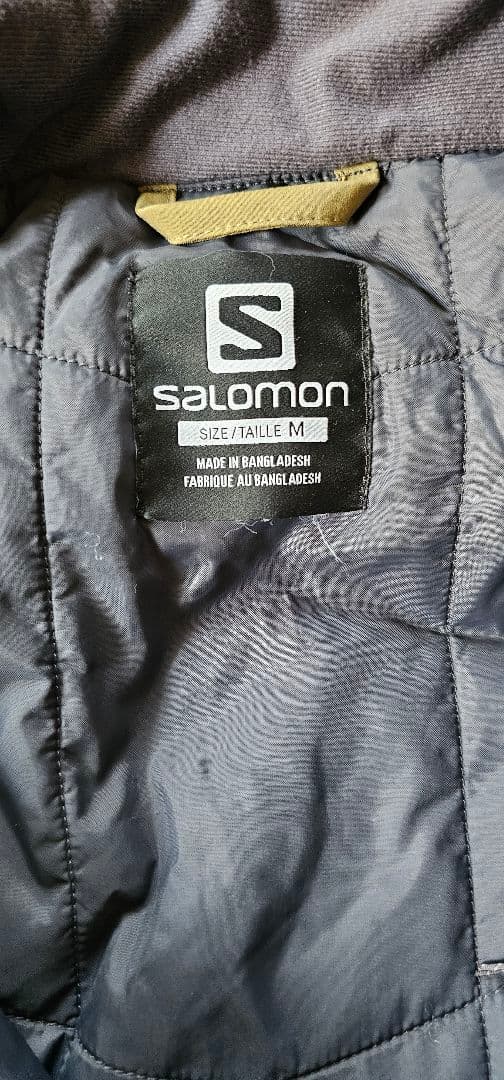 S
SALOMON
SIZE/TAILLE M
MADE IN BANGLADESH
FABRIQUE AU BANGLADESH